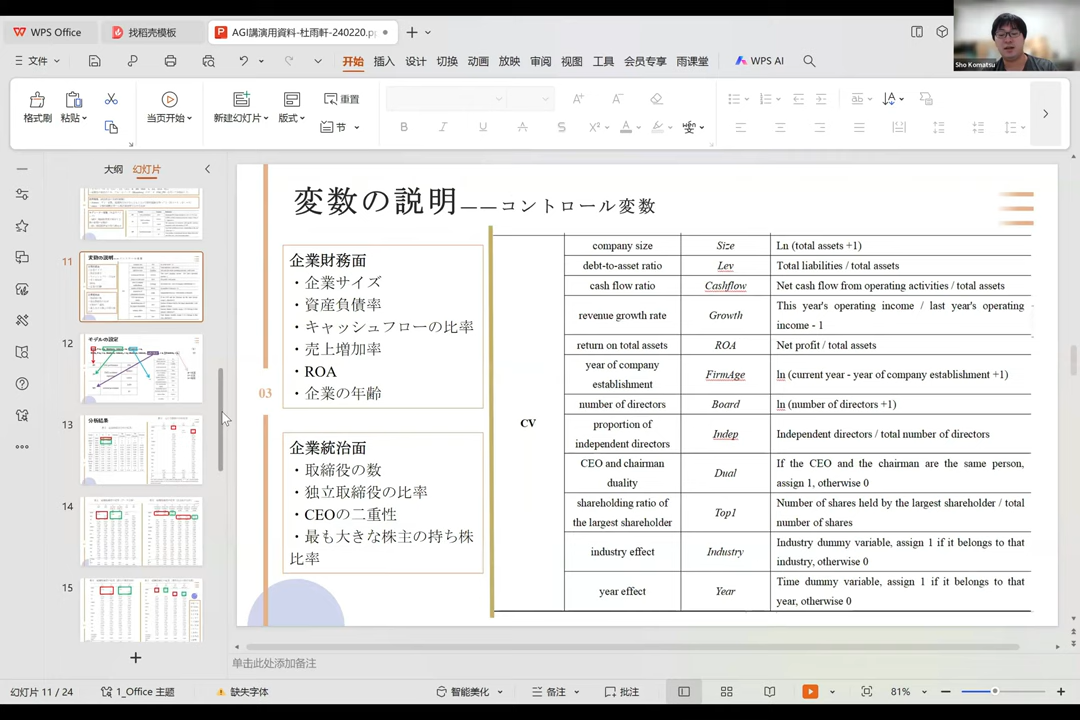 WPS Office
找稻壳模板
AGI講演用資料-杜雨軒-240220.p
Sho Komatsu
文件
开始
插入
设计
切换
动画
放映
审阅
视图
工具
会员专享
雨课堂
WPS AI
格式刷
粘贴
当页开始
新建幻灯片
版式
重置
节
大纲
幻灯片
11
12
13
14
15
変数の説明——コントロール変数
03
企業財務面
・企業サイズ
・資産負債率
・キャッシュフローの比率
・売上増加率
・ROA
・企業の年齢
企業統治面
・取締役の数
・独立取締役の比率
・CEOの二重性
・最も大きな株主の持ち株
比率
CV
company size Size Ln (total assets +1)
debt-to-asset ratio Lev Total liabilities / total assets
cash flow ratio Cashflow Net cash flow from operating activities / total assets
revenue growth rate Growth This year's operating income / last year's operating
income - 1
return on total assets ROA Net profit / total assets
year of company
establishment FirmAge ln (current year - year of company establishment +1)
number of directors Board ln (number of directors +1)
proportion of
independent directors Indep Independent directors / total number of directors
CEO and chairman
duality Dual If the CEO and the chairman are the same person,
assign 1, otherwise 0
shareholding ratio of
the largest shareholder Top1 Number of shares held by the largest shareholder / total
number of shares
industry effect Industry Industry dummy variable, assign 1 if it belongs to that
industry, otherwise 0
year effect Year Time dummy variable, assign 1 if it belongs to that
year, otherwise 0
单击此处添加备注
幻灯片 11 / 24
1_Office 主题
缺失字体
智能美化
备注
批注
81%